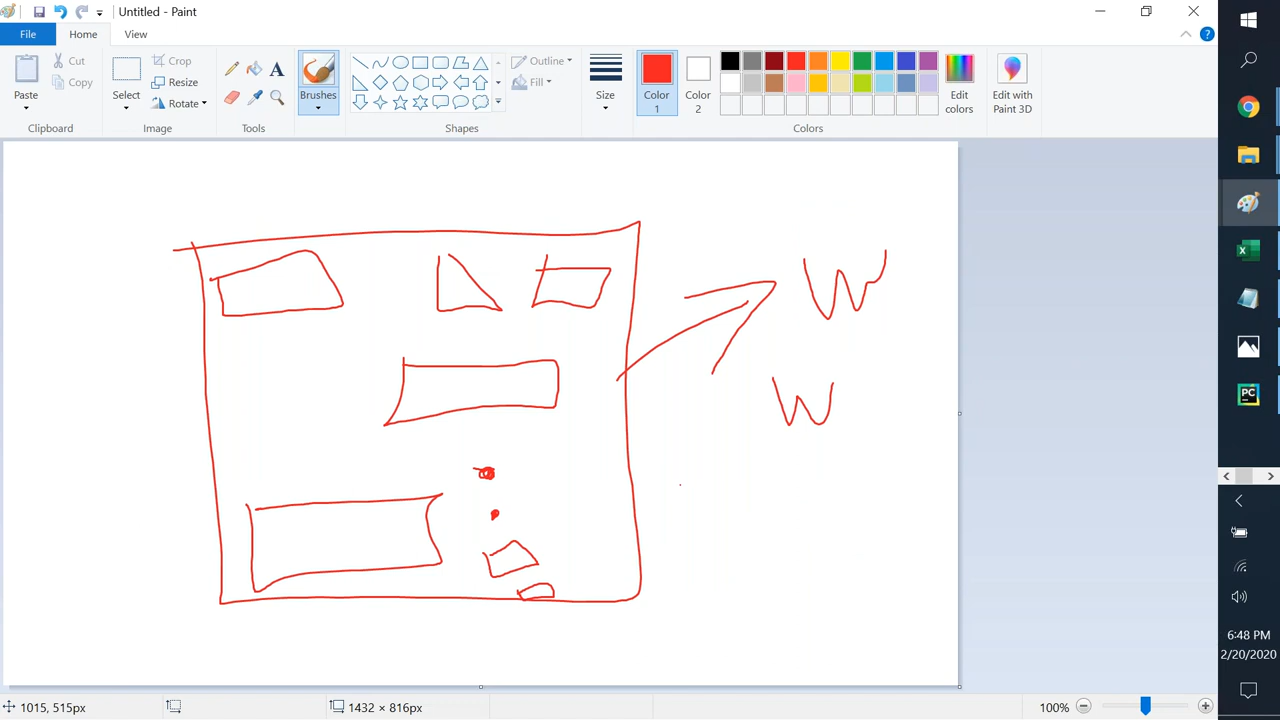 Untitled - Paint
File
Home
View
Paste
Cut
Copy
Clipboard
Select
Crop
Resize
Rotate
Image
Tools
Brushes
Shapes
Outline
Fill
Size
Color 1
Color 2
Colors
Edit colors
Edit with Paint 3D
W
W
PC
6:48 PM
2/20/2020
1015, 515px
1432 × 816px
100%